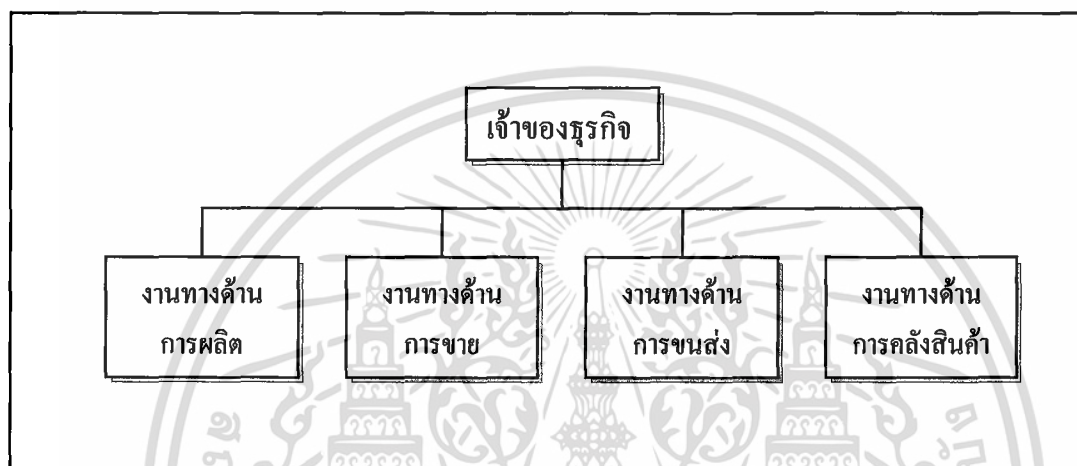 เจ้าของธุรกิจ
งานทางด้าน
การผลิต
งานทางด้าน
การขาย
งานทางด้าน
การขนส่ง
งานทางด้าน
การคลังสินค้า